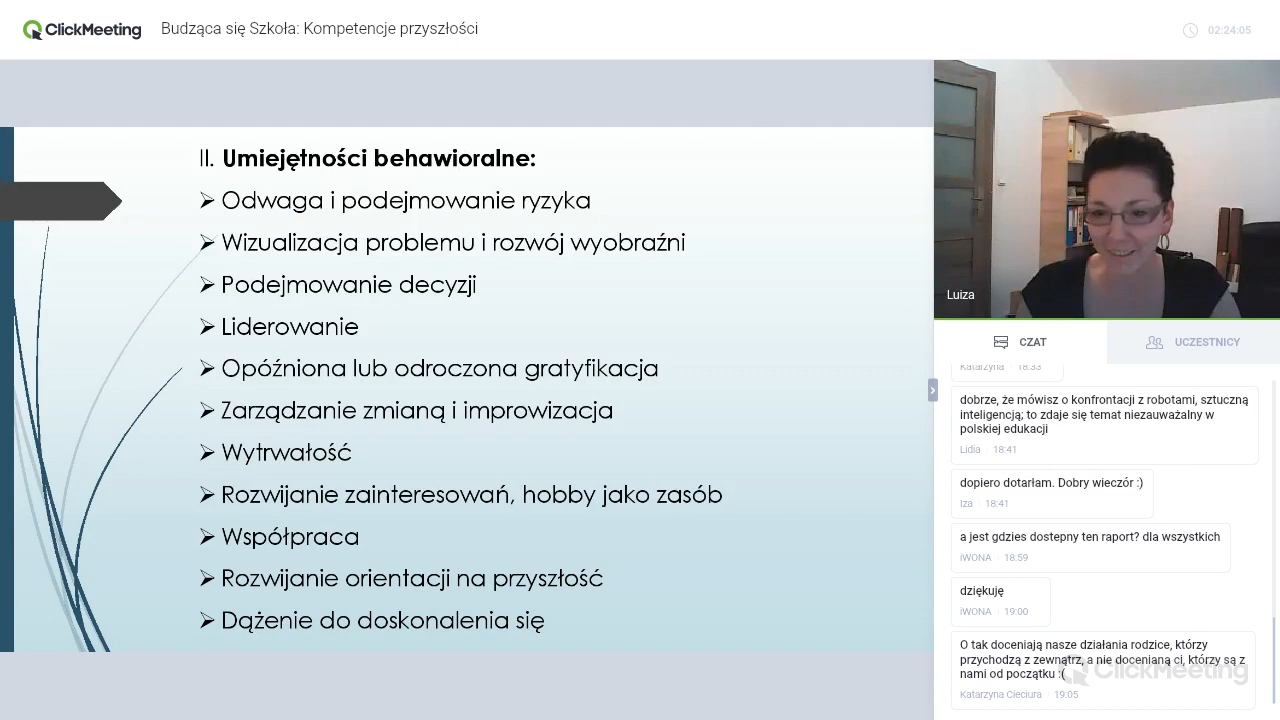 ClickMeeting
Budząca się Szkoła: Kompetencje przyszłości
02:24:05
II. Umiejętności behawioralne:
Odwaga i podejmowanie ryzyka
Wizualizacja problemu i rozwój wyobraźni
Podejmowanie decyzji
Liderowanie
Opóźniona lub odroczona gratyfikacja
Zarządzanie zmianą i improwizacja
Wytrwałość
Rozwijanie zainteresowań, hobby jako zasób
Współpraca
Rozwijanie orientacji na przyszłość
Dążenie do doskonalenia się
Luiza
CZAT
UCZESTNICY
Katarzyna · 18:33
dobrze, że mówisz o konfrontacji z robotami, sztuczną
inteligencją; to zdaje się temat niezauważalny w
polskiej edukacji
Lidia · 18:41
dopiero dotarłam. Dobry wieczór :)
Iza · 18:41
a jest gdzies dostepny ten raport? dla wszystkich
iWONA · 18:59
dziękuję
iWONA · 19:00
O tak doceniają nasze działania rodzice, którzy
przychodzą z zewnątrz, a nie docenianą ci, którzy są z
nami od początku :(
Katarzyna Cieciura · 19:05
ClickMeeting